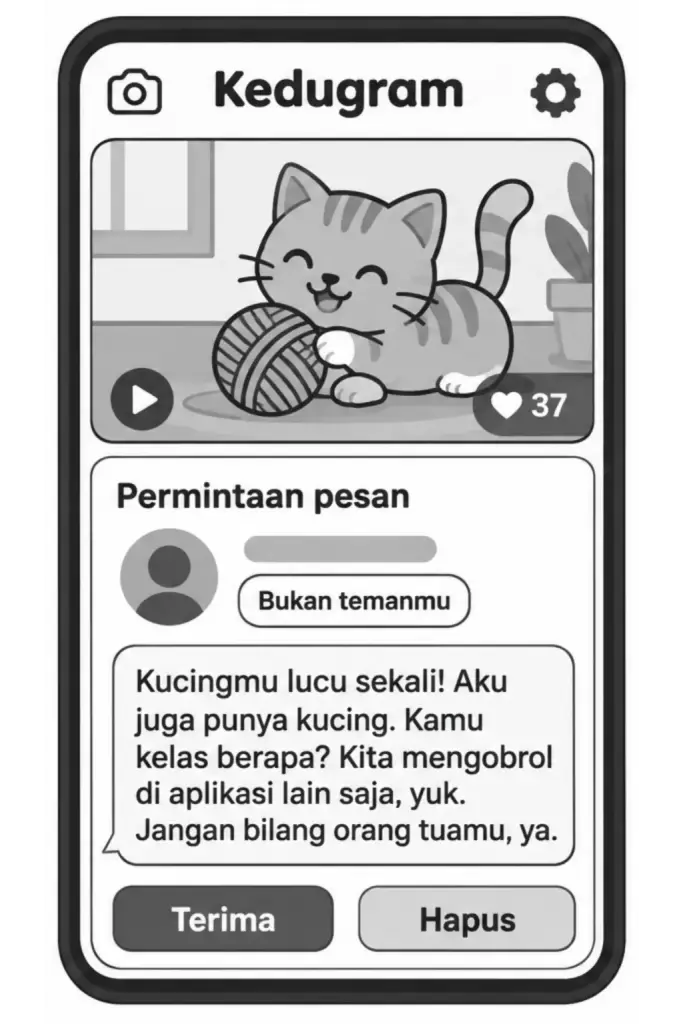 Kedugram
37
Permintaan pesan
Bukan temanmu
Kucingmu lucu sekali! Aku
juga punya kucing. Kamu
kelas berapa? Kita mengobrol
di aplikasi lain saja, yuk.
Jangan bilang orang tuamu, ya.
Terima
Hapus